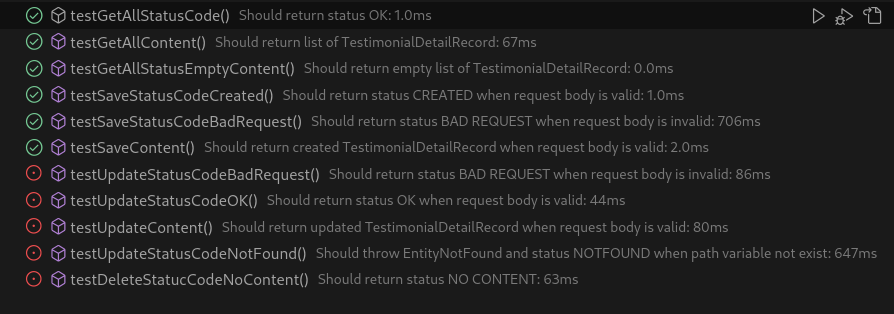 testGetAllStatusCode() Should return status OK: 1.0ms
testGetAllContent() Should return list of TestimonialDetailRecord: 67ms
testGetAllStatusEmptyContent() Should return empty list of TestimonialDetailRecord: 0.0ms
testSaveStatusCodeCreated() Should return status CREATED when request body is valid: 1.0ms
testSaveStatusCodeBadRequest() Should return status BAD REQUEST when request body is invalid: 706ms
testSaveContent() Should return created TestimonialDetailRecord when request body is valid: 2.0ms
testUpdateStatusCodeBadRequest() Should return status BAD REQUEST when request body is invalid: 86ms
testUpdateStatusCodeOK() Should return status OK when request body is valid: 44ms
testUpdateContent() Should return updated TestimonialDetailRecord when request body is valid: 80ms
testUpdateStatusCodeNotFound() Should throw EntityNotFound and status NOTFOUND when path variable not exist: 647ms
testDeleteStatucCodeNoContent() Should return status NO CONTENT: 63ms